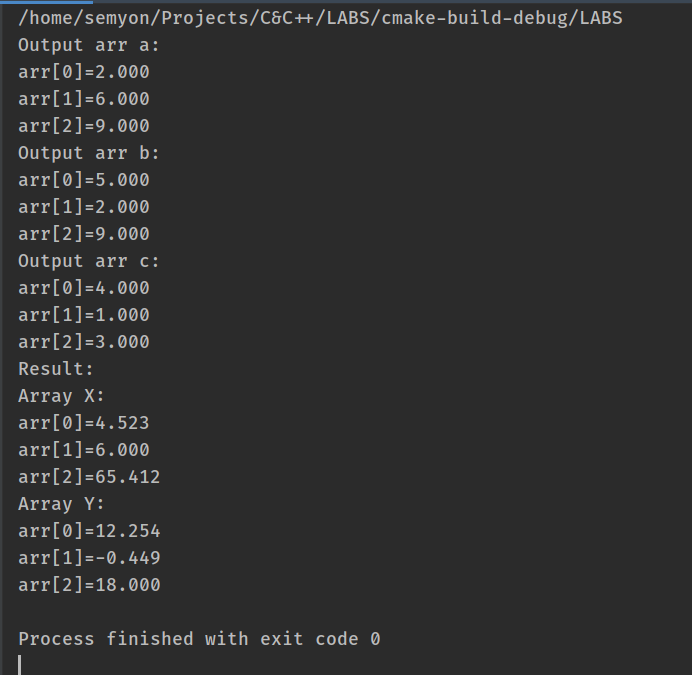 /home/semyon/Projects/C&C++/LABS/cmake-build-debug/LABS
Output arr a:
arr[0]=2.000
arr[1]=6.000
arr[2]=9.000
Output arr b:
arr[0]=5.000
arr[1]=2.000
arr[2]=9.000
Output arr c:
arr[0]=4.000
arr[1]=1.000
arr[2]=3.000
Result:
Array X:
arr[0]=4.523
arr[1]=6.000
arr[2]=65.412
Array Y:
arr[0]=12.254
arr[1]=-0.449
arr[2]=18.000
Process finished with exit code 0